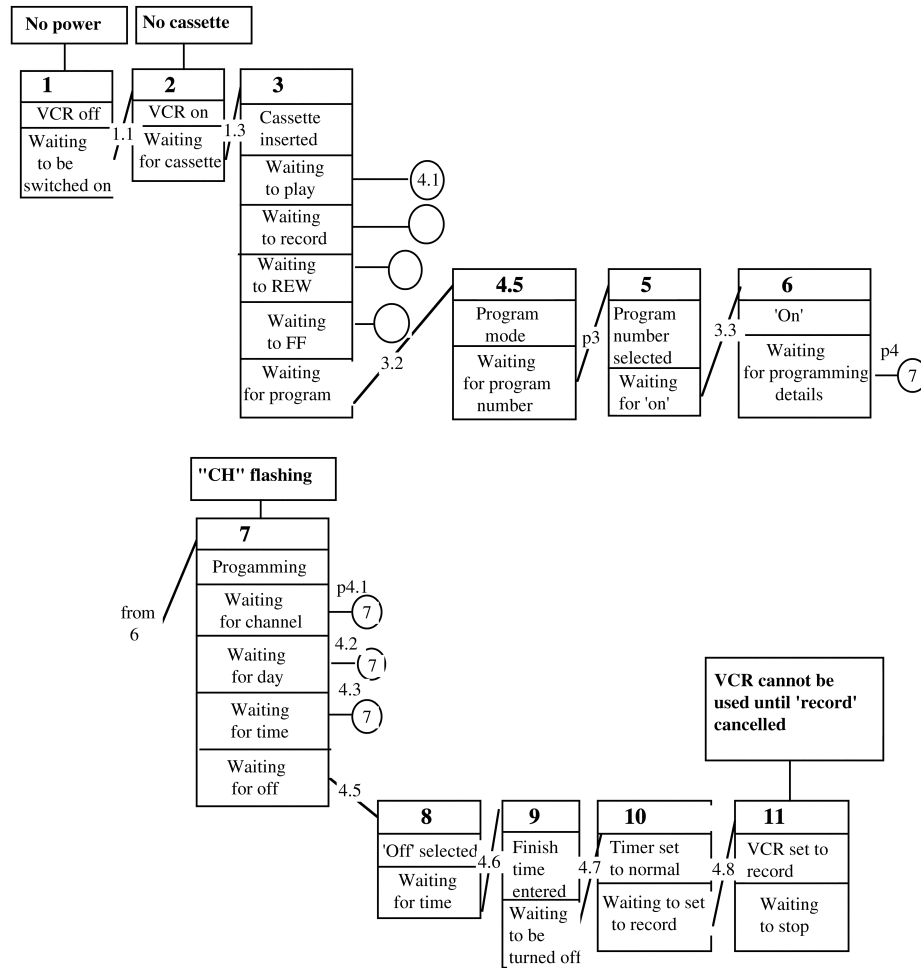 No power
No cassette
1
VCR off
Waiting
to be
switched on
1.1
2
VCR on
Waiting
for cassette
1.3
3
Cassette
inserted
Waiting
to play
4.1
Waiting
to record
Waiting
to REW
Waiting
to FF
Waiting
for program
3.2
4.5
Program
mode
Waiting
for program
number
p3
5
Program
number
selected
Waiting
for 'on'
3.3
6
'On'
Waiting
for programming
details
p4
7
"CH" flashing
from
6
7
Progamming
Waiting
for channel
p4.1
7
Waiting
for day
4.2
7
Waiting
for time
4.3
7
Waiting
for off
4.5
8
'Off' selected
Waiting
for time
4.6
9
Finish
time
entered
Waiting
to be
turned off
4.7
10
Timer set
to normal
Waiting to set
to record
4.8
VCR cannot be
used until 'record'
cancelled
11
VCR set to
record
Waiting
to stop